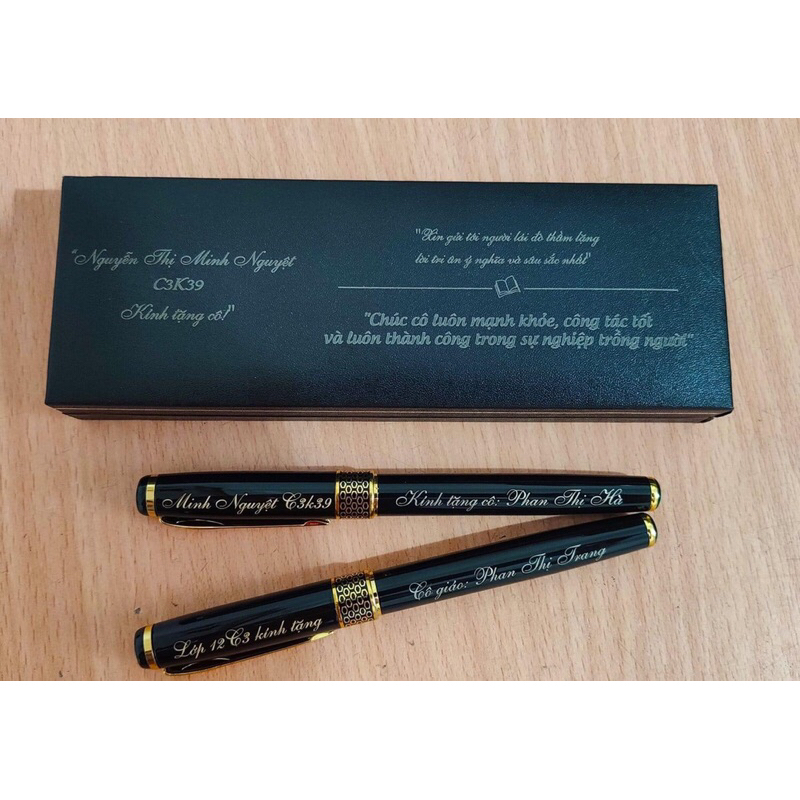 "Nguyễn Thị Minh Nguyệt
C3K39
Kính tặng cô!"
"Xin gửi tới người lái đò thầm lặng
lời tri ân ý nghĩa và sâu sắc nhất"
"Chúc cô luôn mạnh khỏe, công tác tốt
và luôn thành công trong sự nghiệp trồng người"
Minh Nguyệt C3k39 Kính tặng cô: Phan Thị Hà
Lớp 12C3 kính tặng Cô giáo: Phan Thị Trang